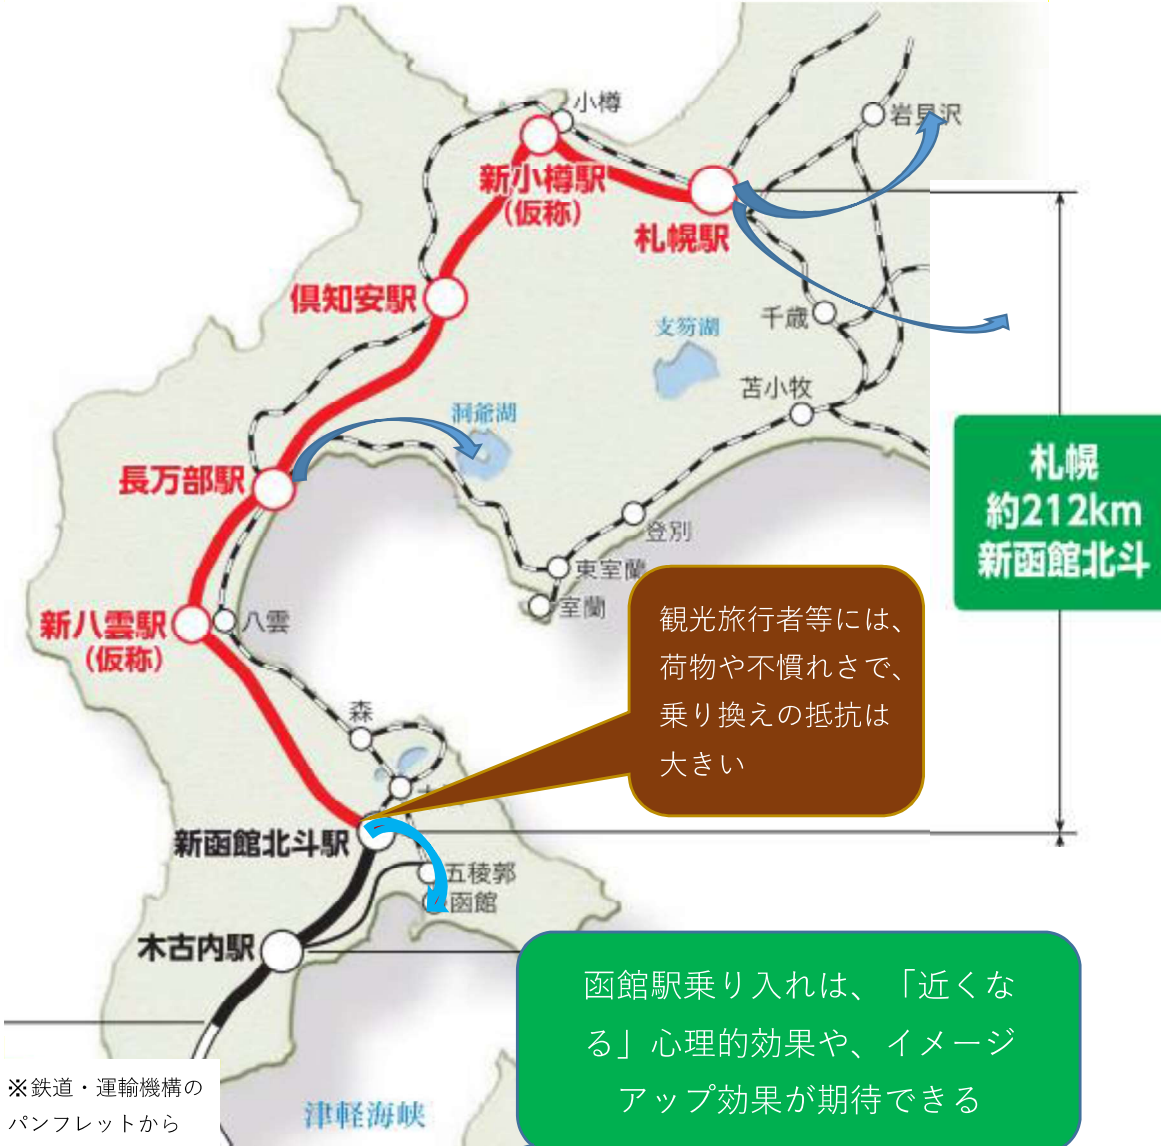 小樽
岩見沢
新小樽駅
(仮称)
札幌駅
倶知安駅
千歳
支笏湖
苫小牧
洞爺湖
長万部駅
登別
東室蘭
室蘭
札幌
約212km
新函館北斗
新八雲駅
(仮称)
八雲
観光旅行者等には、
荷物や不慣れさで、
乗り換えの抵抗は
大きい
森
新函館北斗駅
五稜郭
函館
木古内駅
函館駅乗り入れは、「近くな
る」心理的効果や、イメージ
アップ効果が期待できる
※鉄道・運輸機構の
パンフレットから
津軽海峡